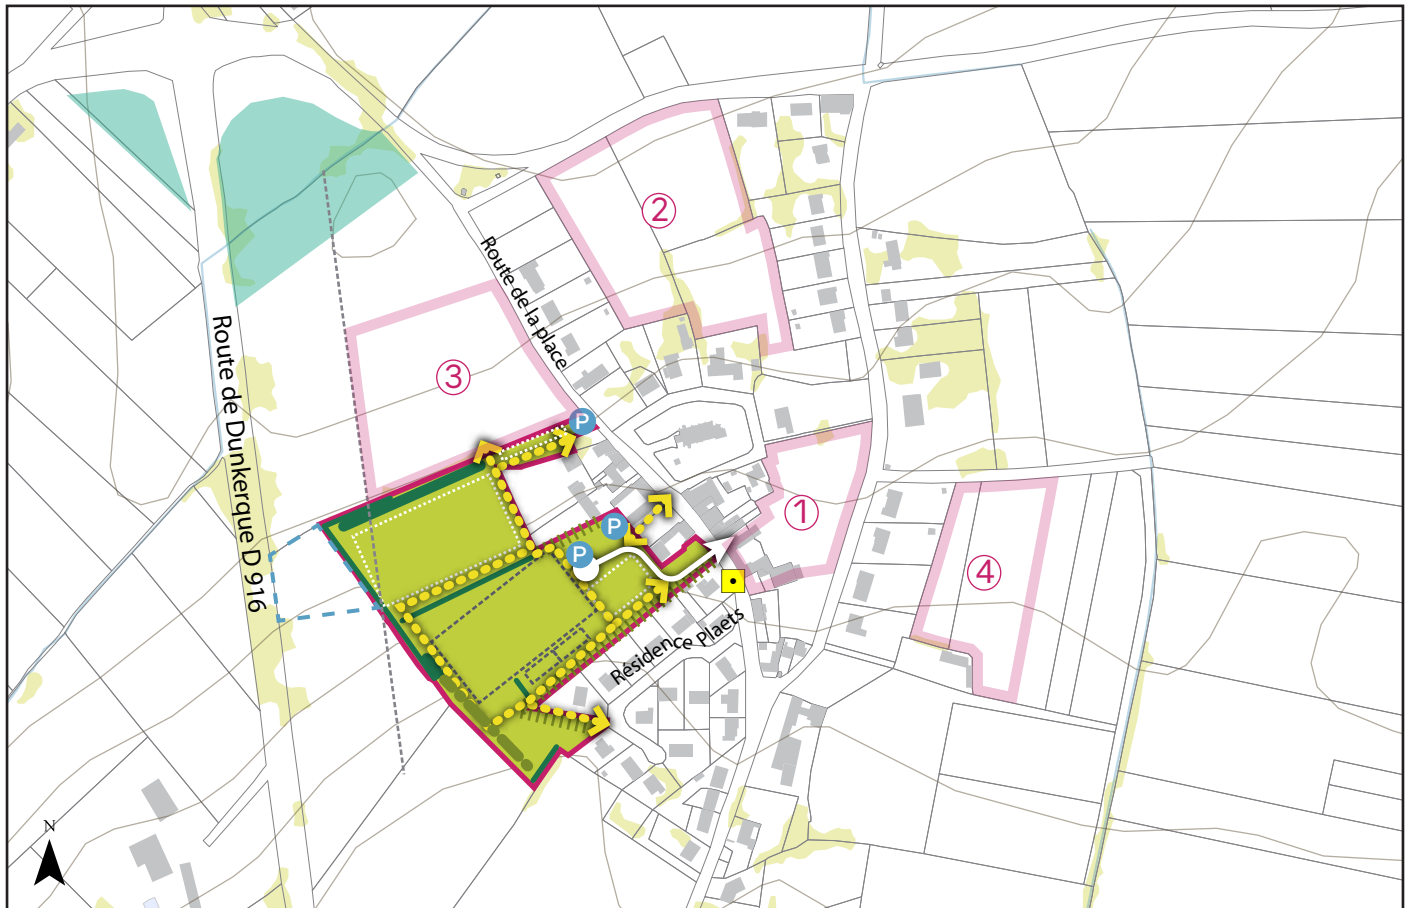 Route de la place
②
③
P
Route de Dunkerque D 916
①
P
P
④
Résidence Plaets
N